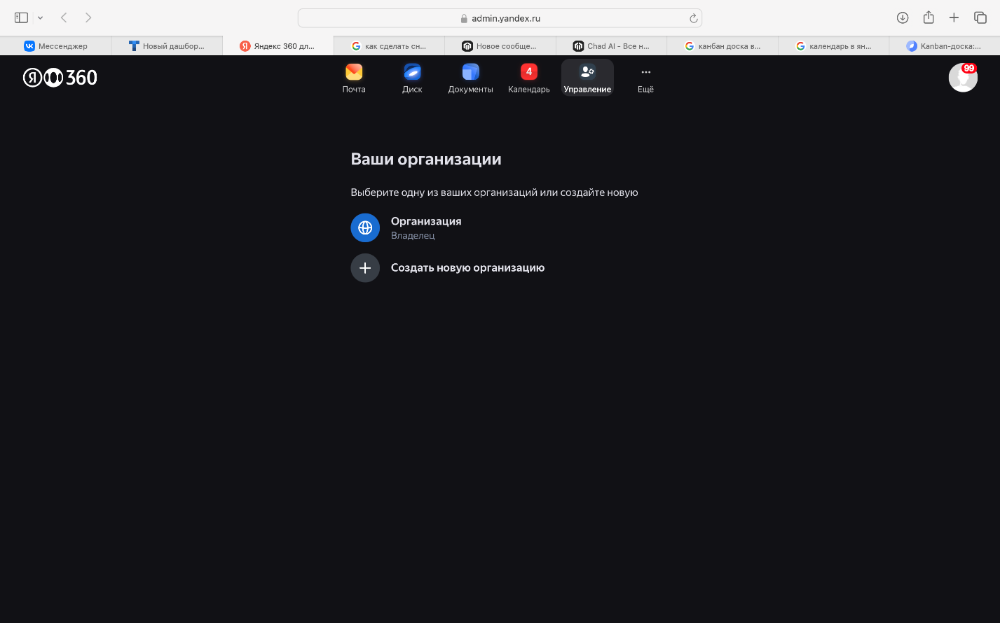 admin.yandex.ru
Мессенджер
Новый дашбор...
Яндекс 360 дл...
как сделать сн...
Новое сообще...
Chad AI - Все н...
канбан доска в...
календарь в ян...
Kanban-доска:...
Я 360
Почта
Диск
Документы
4
Календарь
Управление
Ещё
99
Ваши организации
Выберите одну из ваших организаций или создайте новую
Организация
Владелец
Создать новую организацию